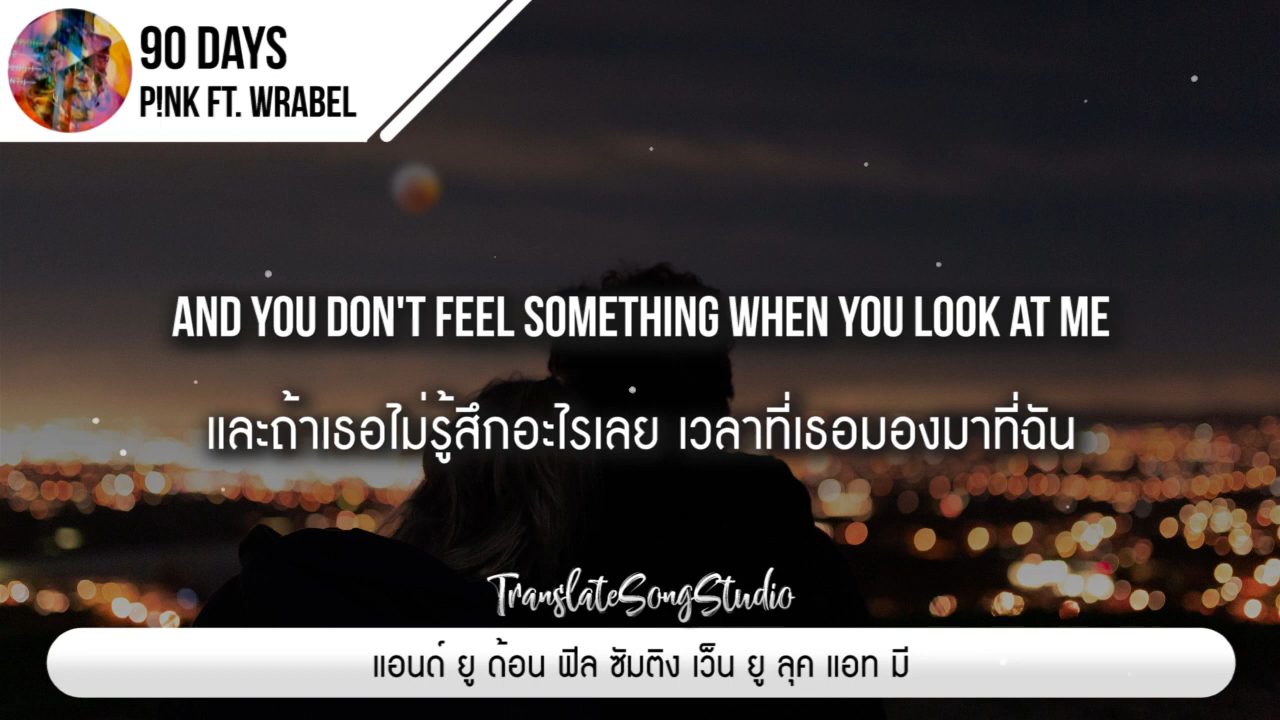 90 DAYS
P!NK FT. WRABEL
AND YOU DON'T FEEL SOMETHING WHEN YOU LOOK AT ME
และถ้าเธอไม่รู้สึกอะไรเลย เวลาที่เธอมองมาที่ฉัน
TranslateSongStudio
แอนด์ ยู ด้อน ฟีล ซัมติง เว็น ยู ลุค แอท มี